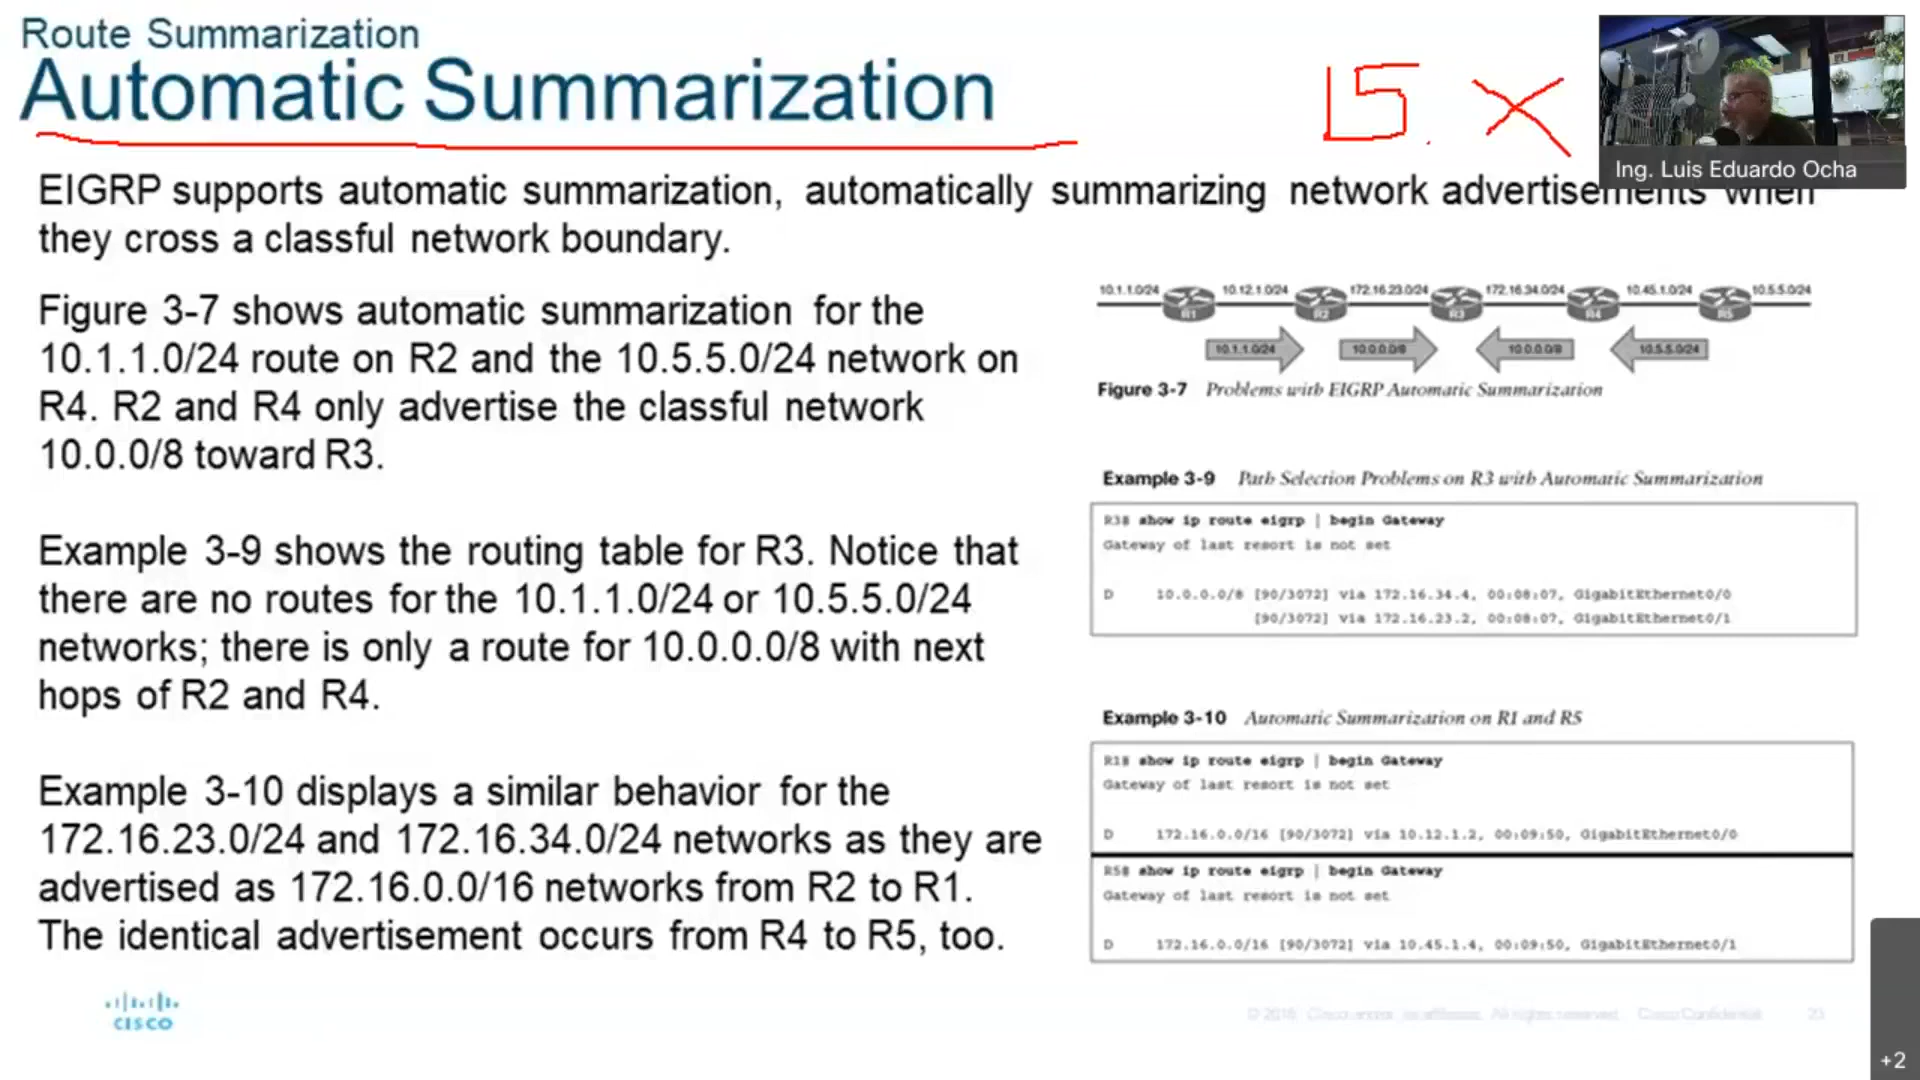 Route Summarization
Automatic Summarization
15. X
Ing. Luis Eduardo Ocha
EIGRP supports automatic summarization, automatically summarizing network advertisements when
they cross a classful network boundary.
Figure 3-7 shows automatic summarization for the
10.1.1.0/24 route on R2 and the 10.5.5.0/24 network on
R4. R2 and R4 only advertise the classful network
10.0.0/8 toward R3.
Example 3-9 shows the routing table for R3. Notice that
there are no routes for the 10.1.1.0/24 or 10.5.5.0/24
networks; there is only a route for 10.0.0.0/8 with next
hops of R2 and R4.
Example 3-10 displays a similar behavior for the
172.16.23.0/24 and 172.16.34.0/24 networks as they are
advertised as 172.16.0.0/16 networks from R2 to R1.
The identical advertisement occurs from R4 to R5, too.
10.1.1.0/24 10.12.1.0/24 172.16.23.0/24 172.16.34.0/24 10.45.1.0/24 10.5.5.0/24
R1 R2 R3 R4 R5
10.1.1.0/24 10.0.0.0/8 10.0.0.0/8 10.5.5.0/24
Figure 3-7 Problems with EIGRP Automatic Summarization
Example 3-9 Path Selection Problems on R3 with Automatic Summarization
R3# show ip route eigrp | begin Gateway
Gateway of last resort is not set
D 10.0.0.0/8 [90/3072] via 172.16.34.4, 00:08:07, GigabitEthernet0/0
[90/3072] via 172.16.23.2, 00:08:07, GigabitEthernet0/1
Example 3-10 Automatic Summarization on R1 and R5
R1# show ip route eigrp | begin Gateway
Gateway of last resort is not set
D 172.16.0.0/16 [90/3072] via 10.12.1.2, 00:09:50, GigabitEthernet0/0
R5# show ip route eigrp | begin Gateway
Gateway of last resort is not set
D 172.16.0.0/16 [90/3072] via 10.45.1.4, 00:09:50, GigabitEthernet0/1
CISCO
© 2016 Cisco and/or its affiliates. All rights reserved. Cisco Confidential
+2